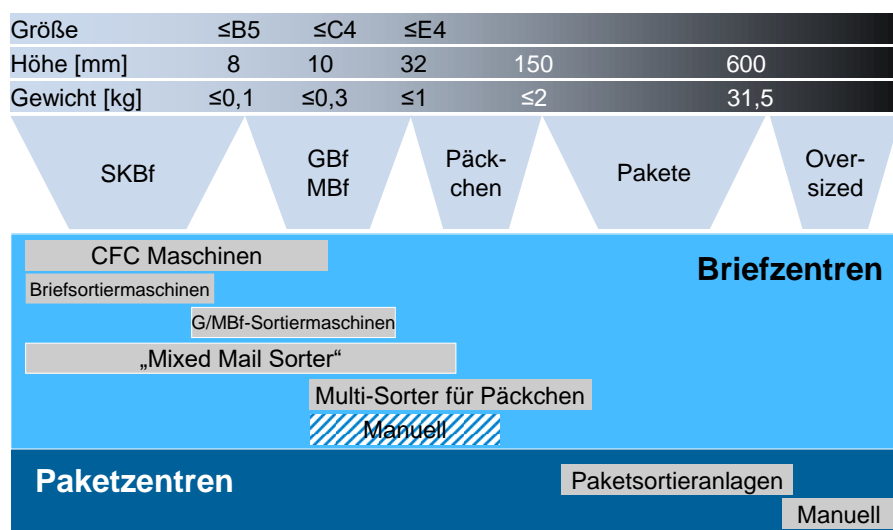 Größe ≤B5 ≤C4 ≤E4
Höhe [mm] 8 10 32 150 600
Gewicht [kg] ≤0,1 ≤0,3 ≤1 ≤2 31,5
SKBf
GBf
MBf
Päck-
chen
Pakete
Over-
sized
CFC Maschinen
Briefzentren
Briefsortiermaschinen
G/MBf-Sortiermaschinen
„Mixed Mail Sorter“
Multi-Sorter für Päckchen
Manuell
Paketzentren
Paketsortieranlagen
Manuell